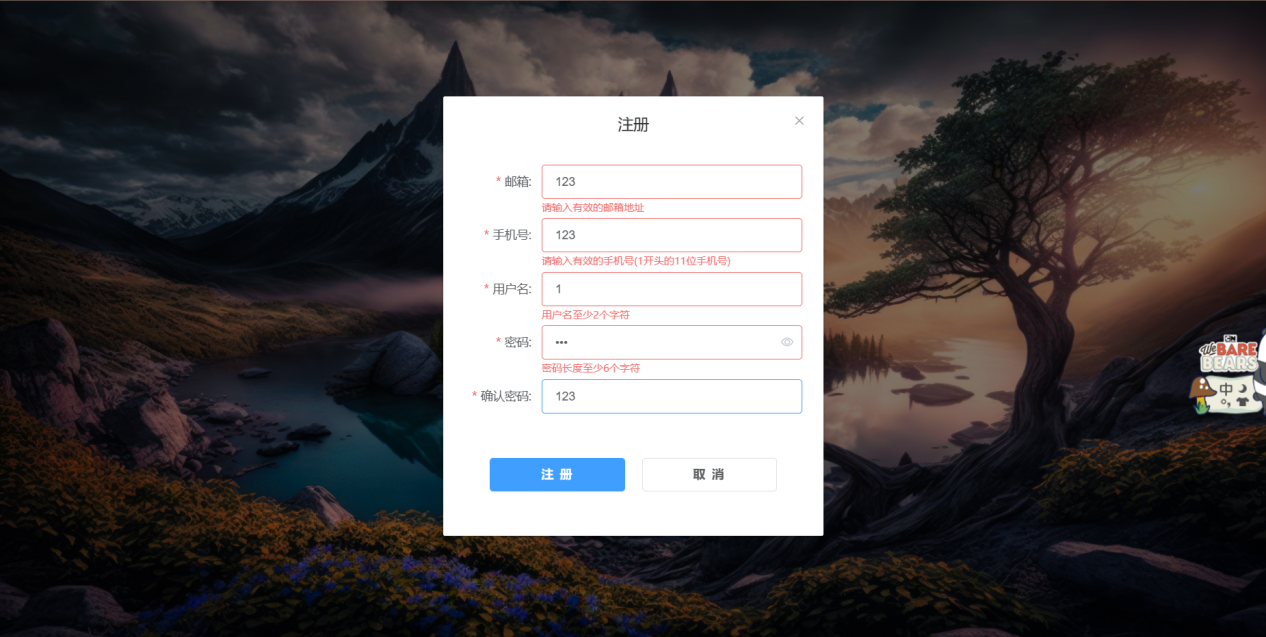 注册
* 邮箱: 123
请输入有效的邮箱地址
* 手机号: 123
请输入有效的手机号(1开头的11位手机号)
* 用户名: 1
用户名至少2个字符
* 密码: •••
密码长度至少6个字符
* 确认密码: 123
注 册 取 消
CN
We BARE
BEARS
中